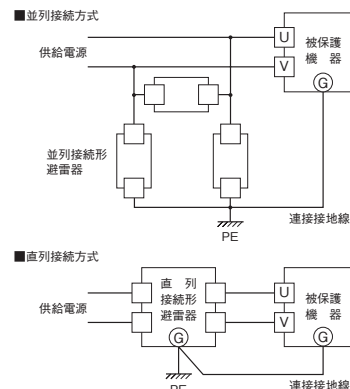 ■並列接続方式
供給電源
U
V
被保護
機 器
G
並列接続形
避雷器
連接接地線
PE
■直列接続方式
供給電源
直 列
接続形
避雷器
G
U
V
被保護
機 器
G
連接接地線
PE